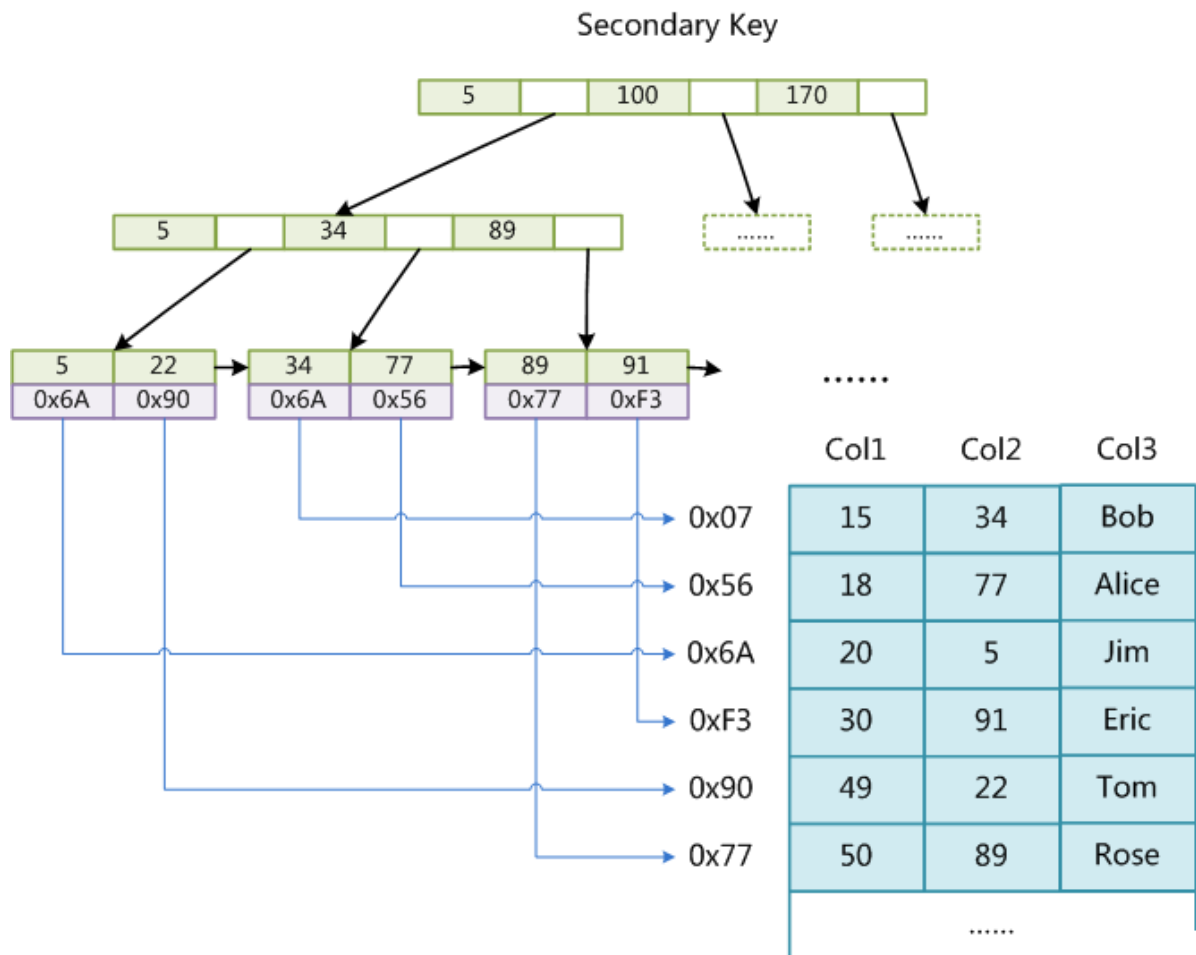 Secondary Key
5 100 170
5 34 89
...... ......
5 22 34 77 89 91
0x6A 0x90 0x6A 0x56 0x77 0xF3
......
Col1 Col2 Col3
0x07 15 34 Bob
0x56 18 77 Alice
0x6A 20 5 Jim
0xF3 30 91 Eric
0x90 49 22 Tom
0x77 50 89 Rose
......